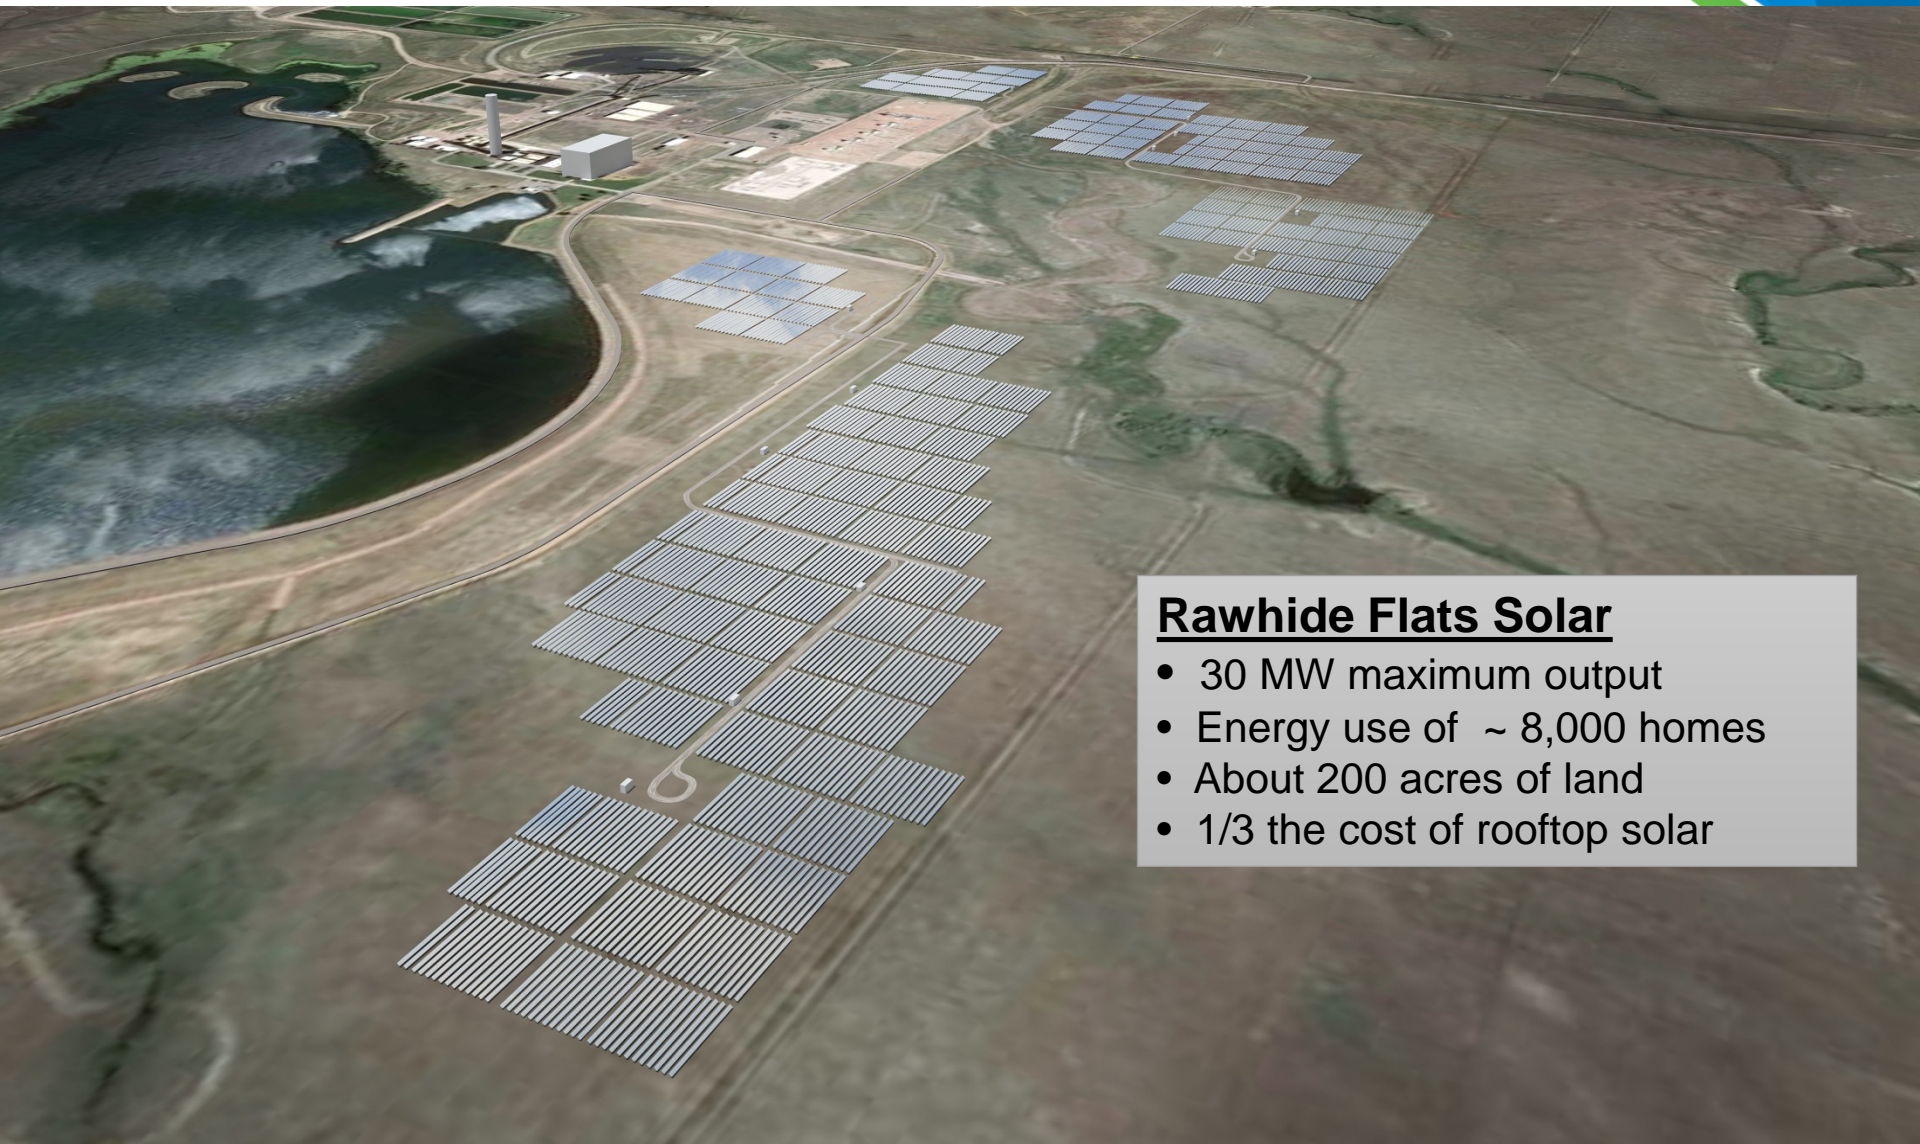 Rawhide Flats Solar
• 30 MW maximum output
• Energy use of ~ 8,000 homes
• About 200 acres of land
• 1/3 the cost of rooftop solar